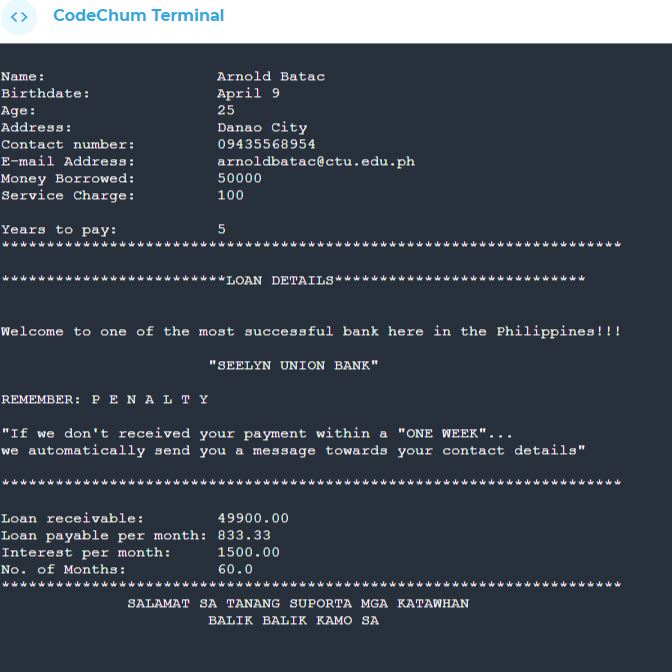 <> CodeChum Terminal
Name: Arnold Batac
Birthdate: April 9
Age: 25
Address: Danao City
Contact number: 09435568954
E-mail Address: arnoldbatac@ctu.edu.ph
Money Borrowed: 50000
Service Charge: 100
Years to pay: 5
*********************************************************************
*************************LOAN DETAILS****************************
Welcome to one of the most successful bank here in the Philippines!!!
"SEELYN UNION BANK"
REMEMBER: P E N A L T Y
"If we don't received your payment within a "ONE WEEK"...
we automatically send you a message towards your contact details"
*********************************************************************
Loan receivable: 49900.00
Loan payable per month: 833.33
Interest per month: 1500.00
No. of Months: 60.0
*********************************************************************
SALAMAT SA TANANG SUPORTA MGA KATAWHAN
BALIK BALIK KAMO SA